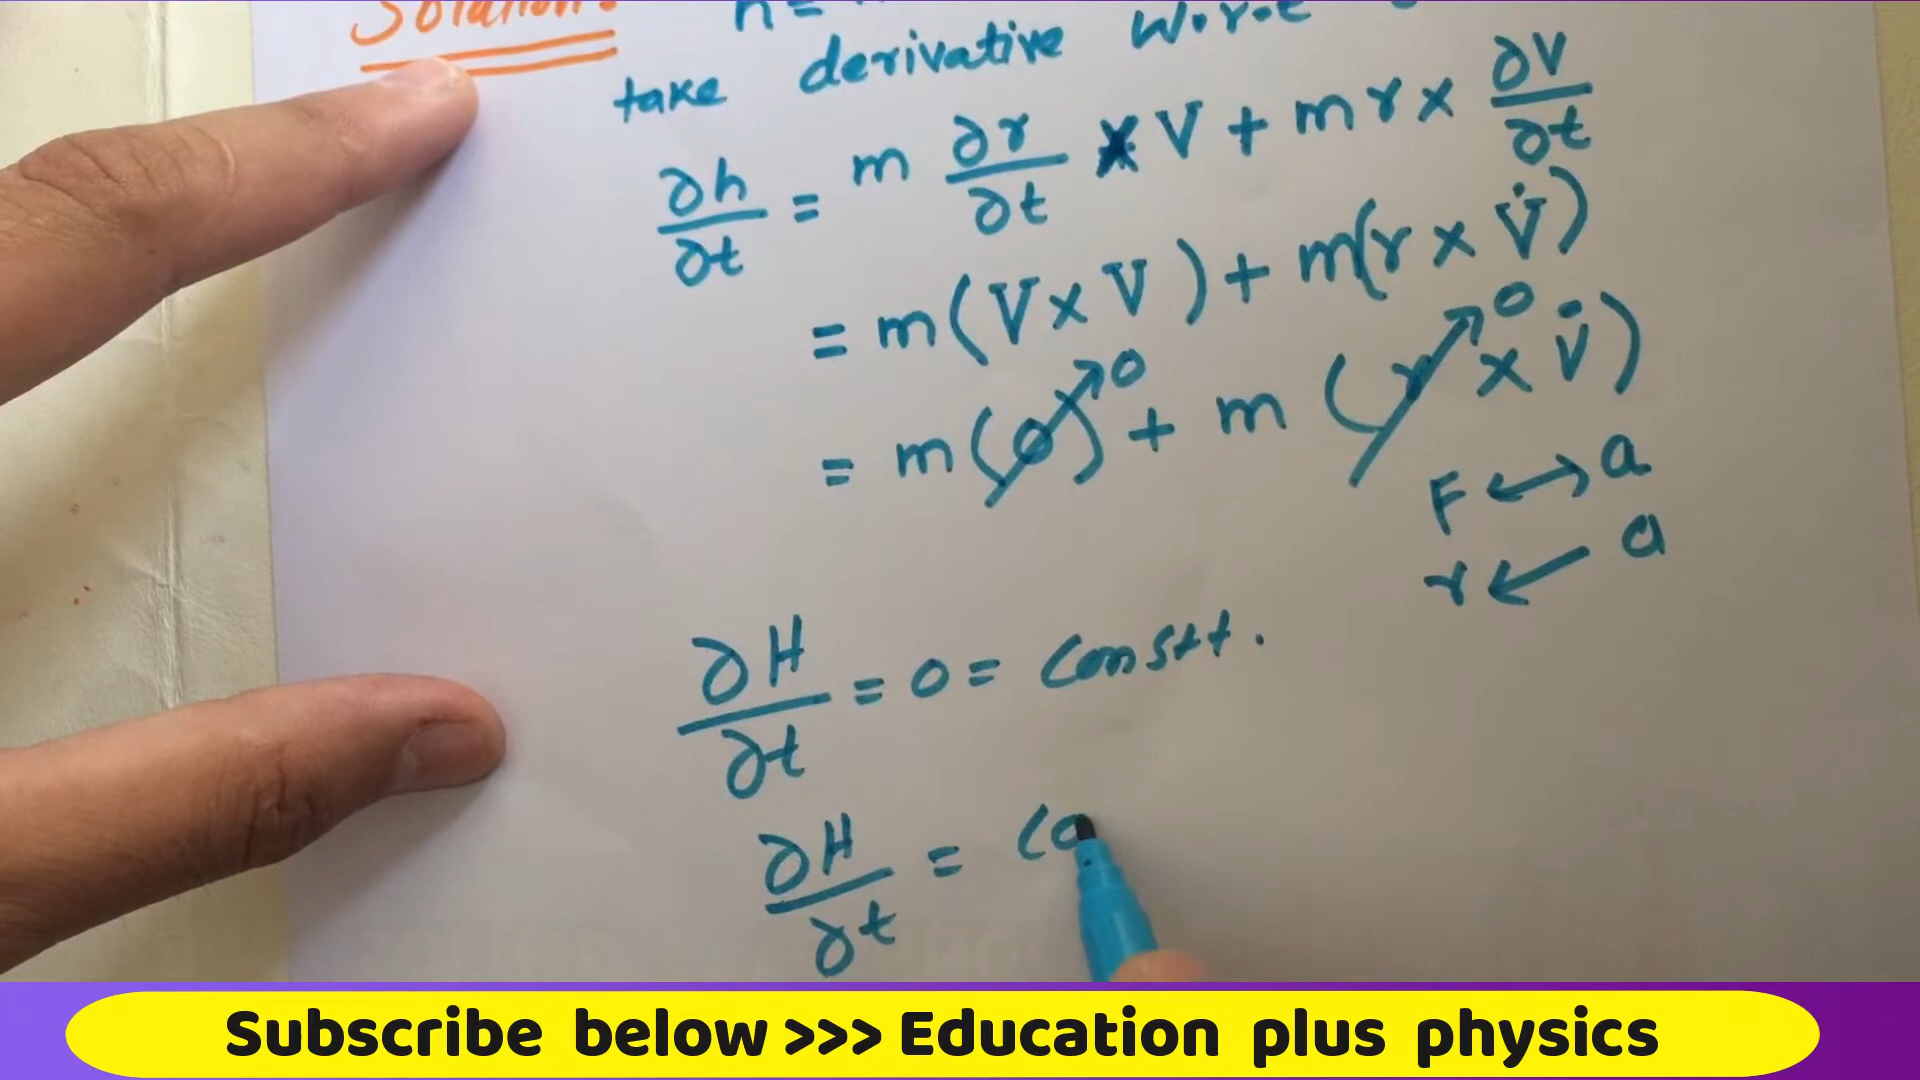 Solution:
h =
take derivative w.r.t
∂h/∂t = m ∂r/∂t × V + m r × ∂V/∂t
= m(V × V) + m(r × V̇)
= m(0)→0 + m(r × V̇)→0
F ↔ a
r ← a
∂H/∂t = 0 = Constt.
∂H/∂t = Co
Subscribe below >>> Education plus physics